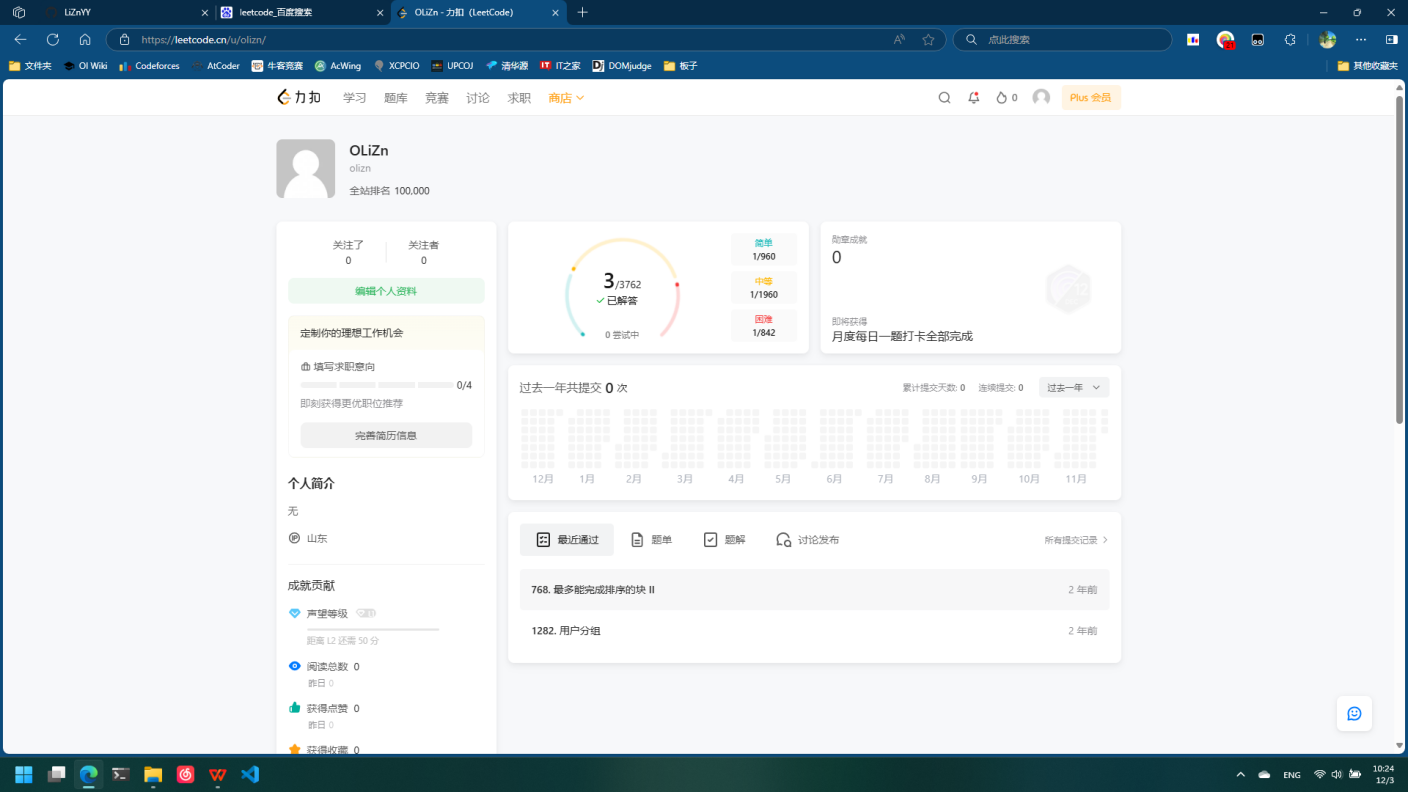 LiZnYY
leetcode_百度搜索
OLiZn - 力扣（LeetCode）
https://leetcode.cn/u/olizn/
点此搜索
21
文件夹
OI Wiki
Codeforces
AtCoder
牛客竞赛
AcWing
XCPCIO
UPCOJ
清华源
IT之家
DOMjudge
板子
其他收藏夹
力扣
学习
题库
竞赛
讨论
求职
商店
0
Plus 会员
OLiZn
olizn
全站排名 100,000
关注了
0
关注者
0
编辑个人资料
定制你的理想工作机会
填写求职意向
0/4
即刻获得更优职位推荐
完善简历信息
个人简介
无
山东
成就贡献
声望等级
距离 L2 还需 50 分
阅读总数 0
昨日 0
获得点赞 0
昨日 0
获得收藏 0
3/3762
已解答
0 尝试中
简单
1/960
中等
1/1960
困难
1/842
勋章成就
0
即将获得
月度每日一题打卡全部完成
过去一年共提交 0 次
累计提交天数: 0
连续提交: 0
过去一年
12月
1月
2月
3月
4月
5月
6月
7月
8月
9月
10月
11月
最近通过
题单
题解
讨论发布
所有提交记录
768. 最多能完成排序的块 II
2 年前
1282. 用户分组
2 年前
ENG
10:24
12/3